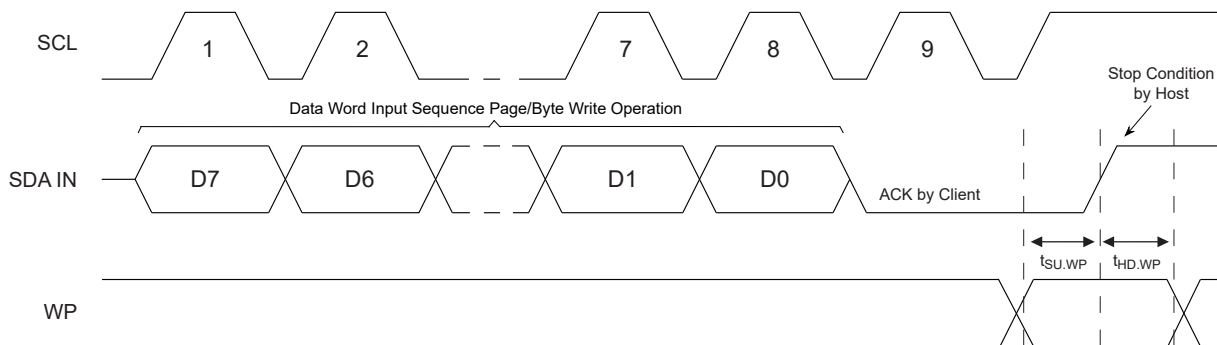 SCL
1
2
7
8
9
Stop Condition
by Host
Data Word Input Sequence Page/Byte Write Operation
SDA IN
D7
D6
D1
D0
ACK by Client
tSU.WP
tHD.WP
WP